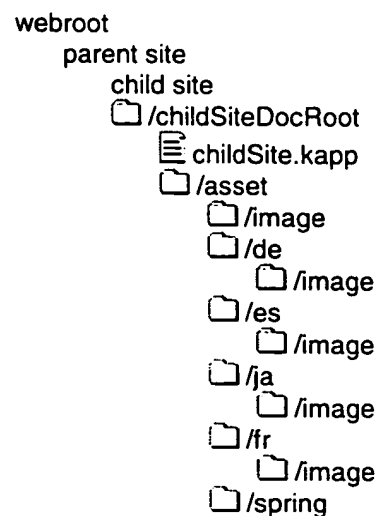 webroot
parent site
child site
/childSiteDocRoot
childSite.kapp
/asset
/image
/de
/image
/es
/image
/ja
/image
/fr
/image
/spring